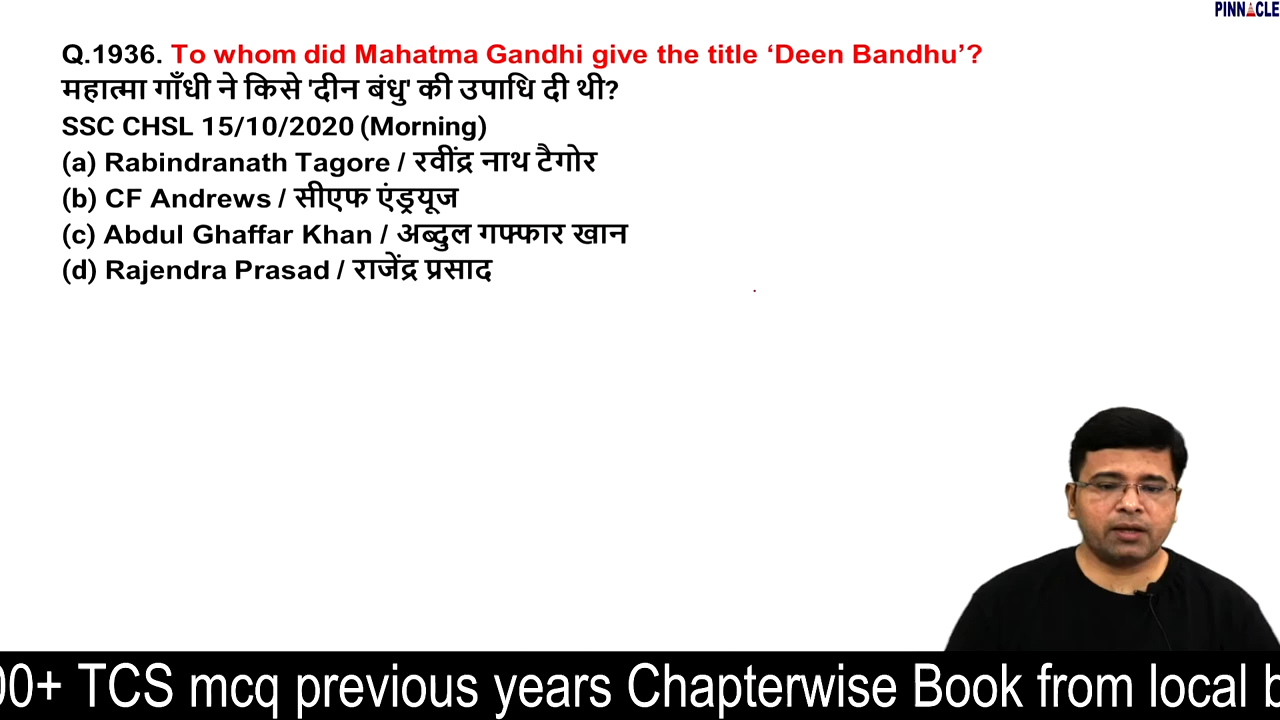 PINNACLE
Q.1936. To whom did Mahatma Gandhi give the title ‘Deen Bandhu’?
महात्मा गाँधी ने किसे 'दीन बंधु' की उपाधि दी थी?
SSC CHSL 15/10/2020 (Morning)
(a) Rabindranath Tagore / रवींद्र नाथ टैगोर
(b) CF Andrews / सीएफ एंड्रयूज
(c) Abdul Ghaffar Khan / अब्दुल गफ्फार खान
(d) Rajendra Prasad / राजेंद्र प्रसाद
00+ TCS mcq previous years Chapterwise Book from local b